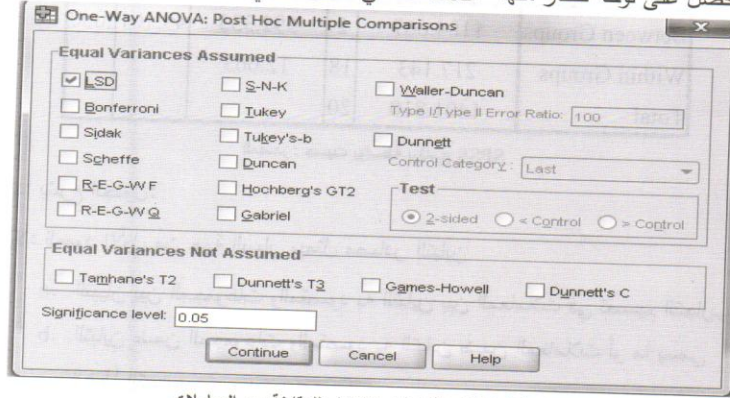 One-Way ANOVA: Post Hoc Multiple Comparisons
Within Groups
Equal Variances Assumed
LSD S-N-K Waller-Duncan
Bonferroni Tukey Type I/Type II Error Ratio: 100
Sidak Tukey's-b Dunnett
Scheffe Duncan Control Category: Last
R-E-G-W F Hochberg's GT2 Test
R-E-G-W Q Gabriel 2-sided < Control > Control
Equal Variances Not Assumed
Tamhane's T2 Dunnett's T3 Games-Howell Dunnett's C
Significance level: 0.05
Continue Cancel Help